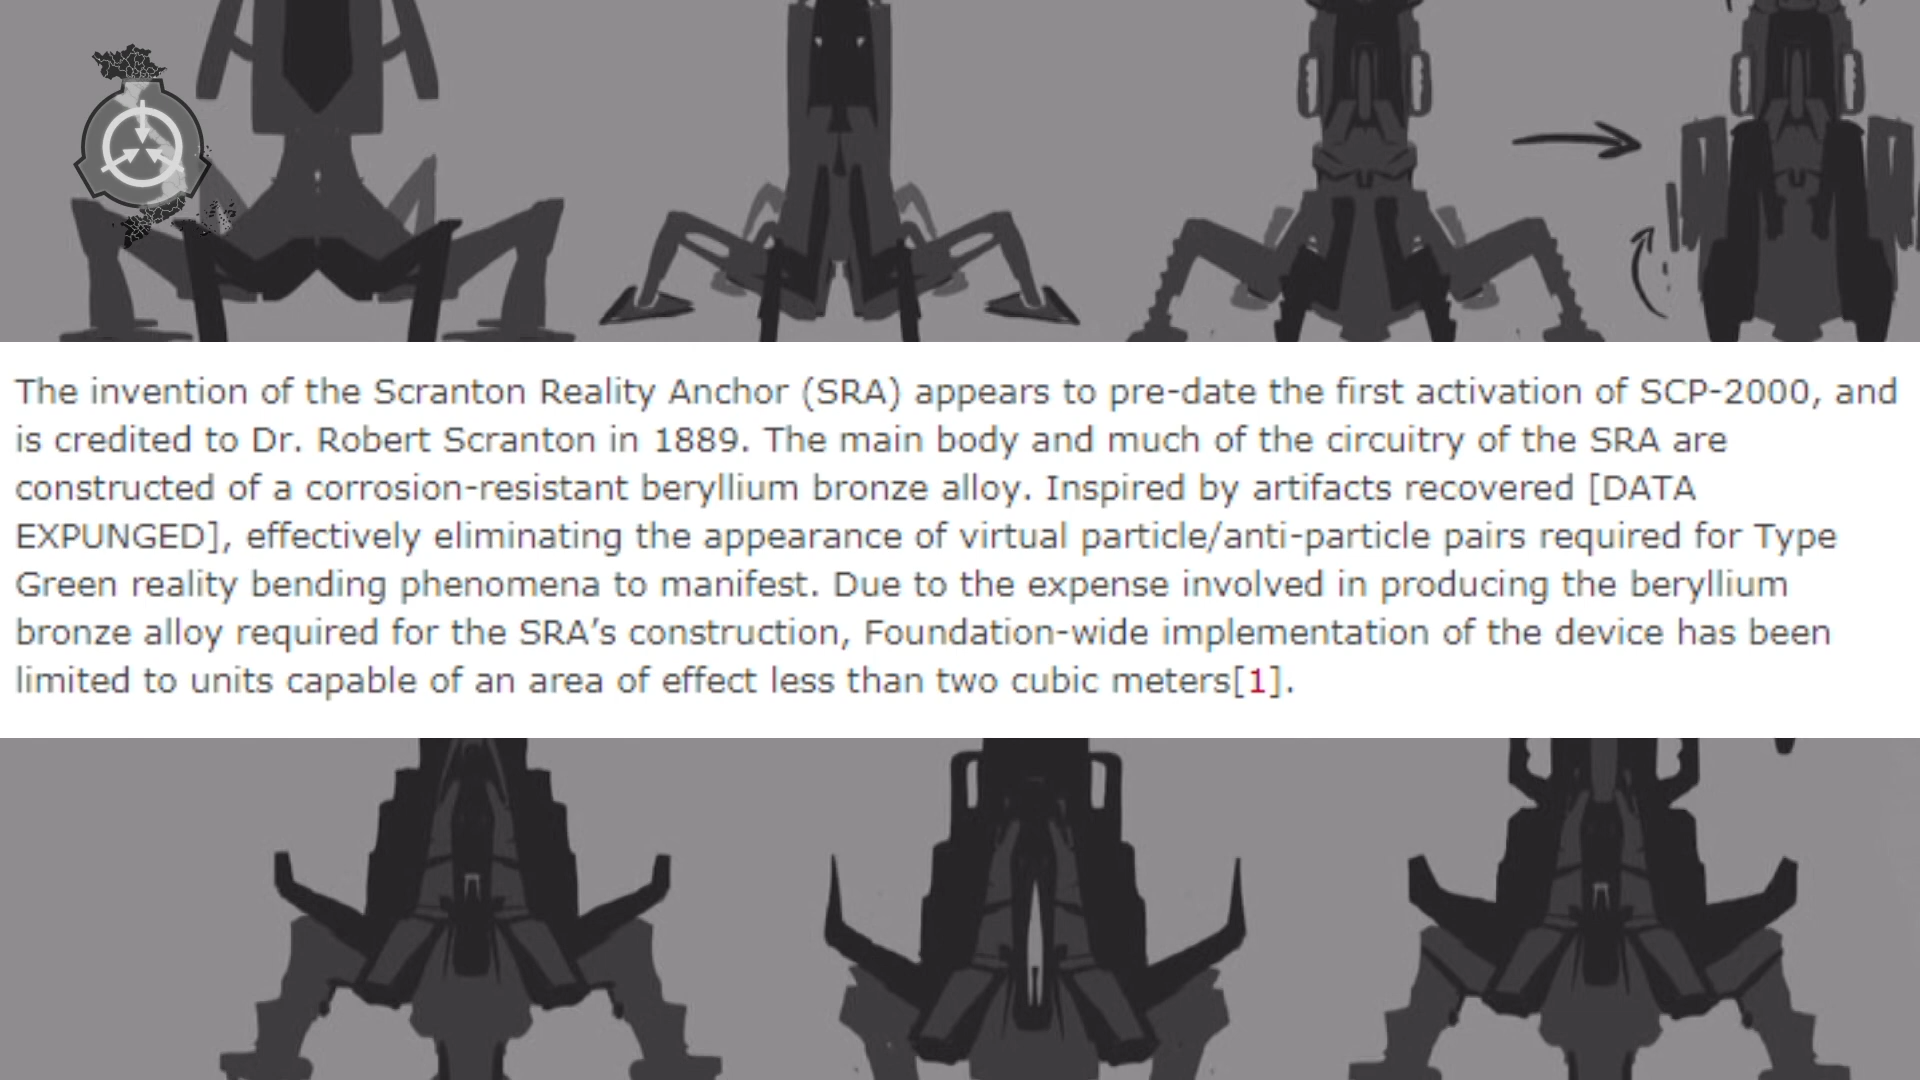 The invention of the Scranton Reality Anchor (SRA) appears to pre-date the first activation of SCP-2000, and
is credited to Dr. Robert Scranton in 1889. The main body and much of the circuitry of the SRA are
constructed of a corrosion-resistant beryllium bronze alloy. Inspired by artifacts recovered [DATA
EXPUNGED], effectively eliminating the appearance of virtual particle/anti-particle pairs required for Type
Green reality bending phenomena to manifest. Due to the expense involved in producing the beryllium
bronze alloy required for the SRA’s construction, Foundation-wide implementation of the device has been
limited to units capable of an area of effect less than two cubic meters[1].